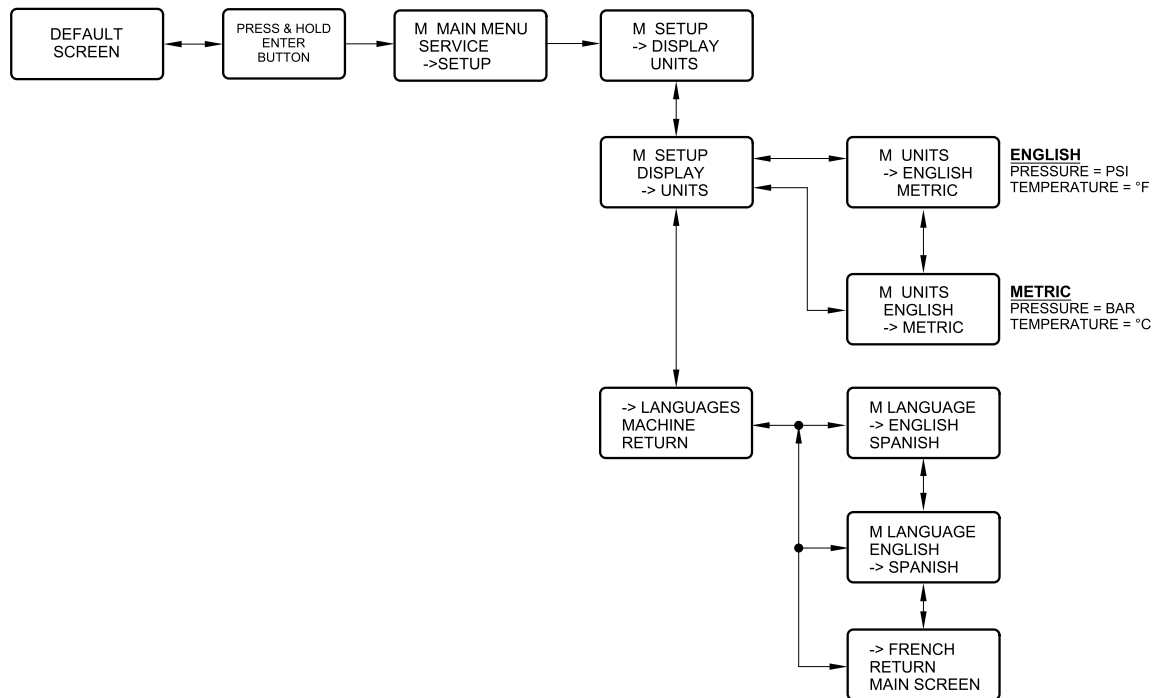 DEFAULT
SCREEN
PRESS & HOLD
ENTER
BUTTON
M MAIN MENU
SERVICE
->SETUP
M SETUP
-> DISPLAY
UNITS
M SETUP
DISPLAY
-> UNITS
M UNITS
-> ENGLISH
METRIC
ENGLISH
PRESSURE = PSI
TEMPERATURE = °F
M UNITS
ENGLISH
-> METRIC
METRIC
PRESSURE = BAR
TEMPERATURE = °C
-> LANGUAGES
MACHINE
RETURN
M LANGUAGE
-> ENGLISH
SPANISH
M LANGUAGE
ENGLISH
-> SPANISH
-> FRENCH
RETURN
MAIN SCREEN